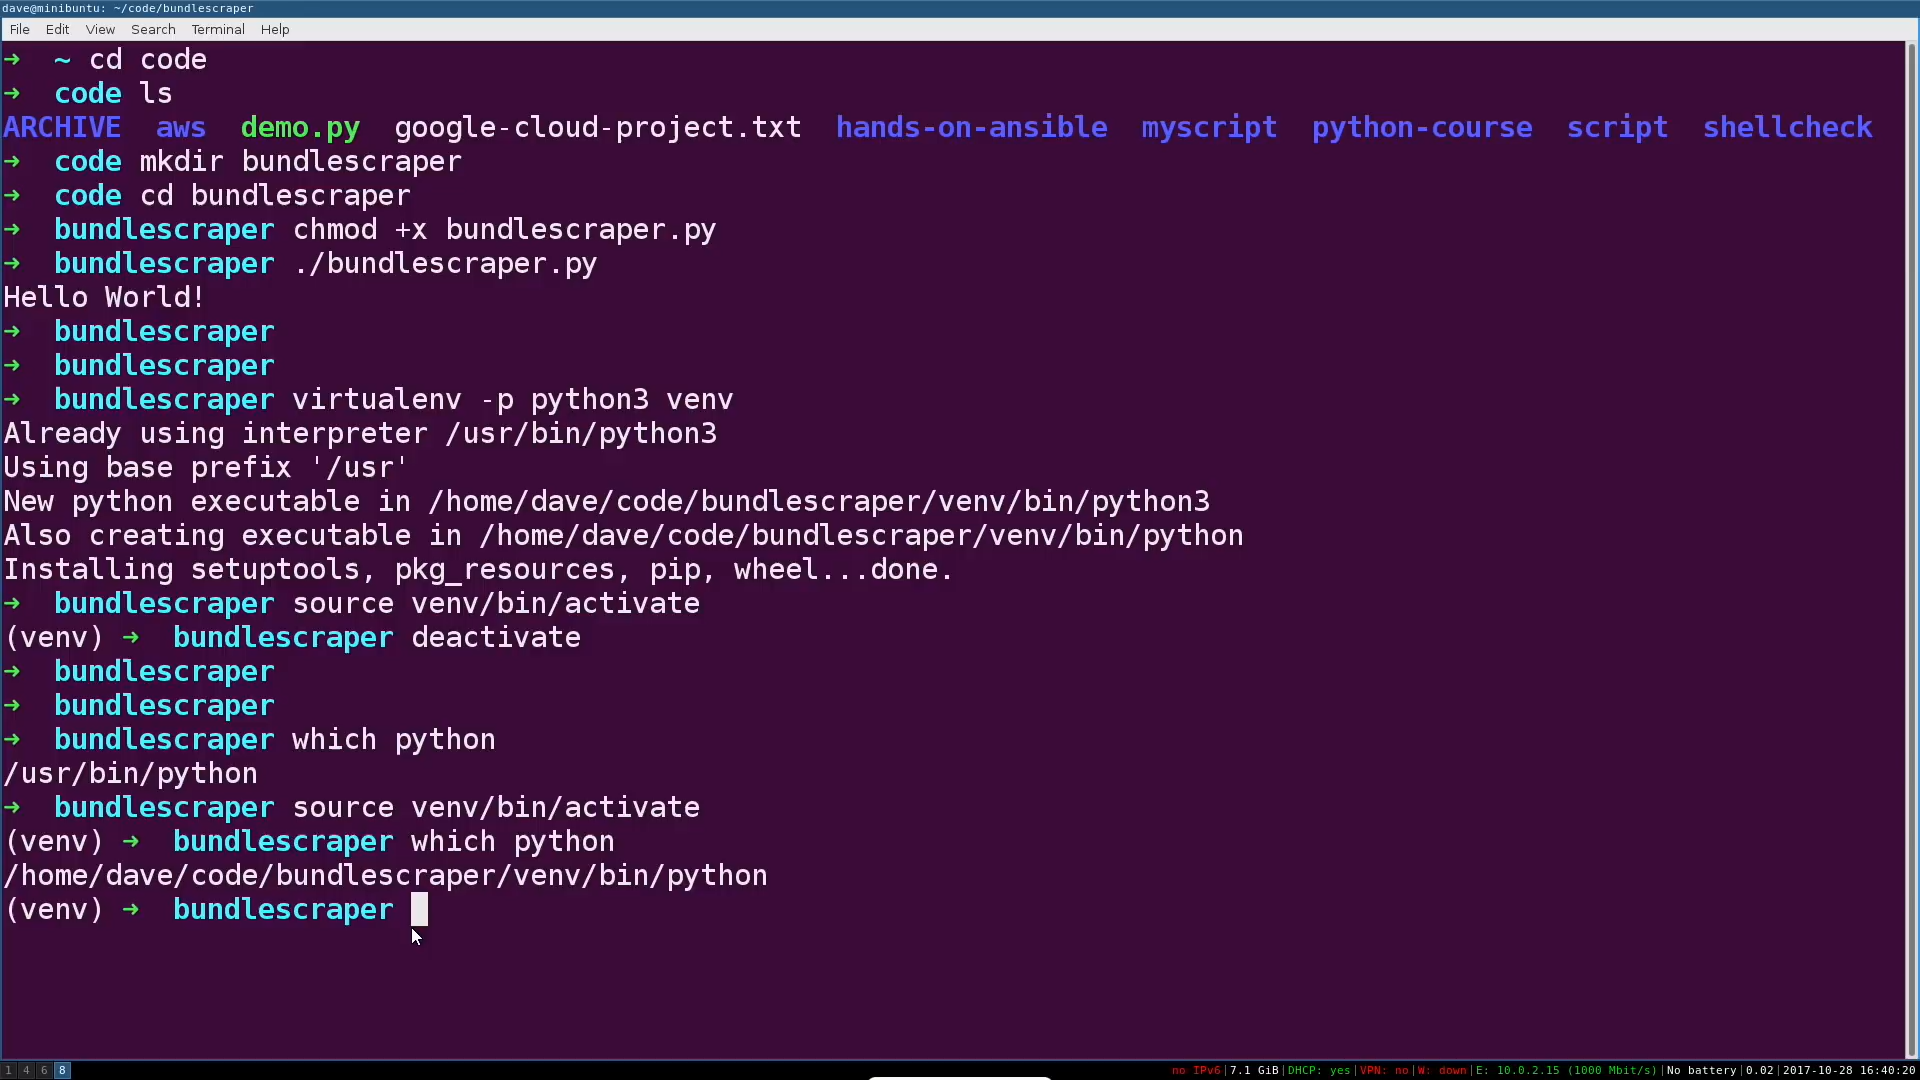 dave@minibuntu: ~/code/bundlescraper
File Edit View Search Terminal Help
➜ ~ cd code
➜ code ls
ARCHIVE aws demo.py google-cloud-project.txt hands-on-ansible myscript python-course script shellcheck
➜ code mkdir bundlescraper
➜ code cd bundlescraper
➜ bundlescraper chmod +x bundlescraper.py
➜ bundlescraper ./bundlescraper.py
Hello World!
➜ bundlescraper
➜ bundlescraper
➜ bundlescraper virtualenv -p python3 venv
Already using interpreter /usr/bin/python3
Using base prefix '/usr'
New python executable in /home/dave/code/bundlescraper/venv/bin/python3
Also creating executable in /home/dave/code/bundlescraper/venv/bin/python
Installing setuptools, pkg_resources, pip, wheel...done.
➜ bundlescraper source venv/bin/activate
(venv) ➜ bundlescraper deactivate
➜ bundlescraper
➜ bundlescraper
➜ bundlescraper which python
/usr/bin/python
➜ bundlescraper source venv/bin/activate
(venv) ➜ bundlescraper which python
/home/dave/code/bundlescraper/venv/bin/python
(venv) ➜ bundlescraper
1 4 6 8 no IPv6|7.1 GiB|DHCP: yes|VPN: no|W: down|E: 10.0.2.15 (1000 Mbit/s)|No battery|0.02|2017-10-28 16:40:20